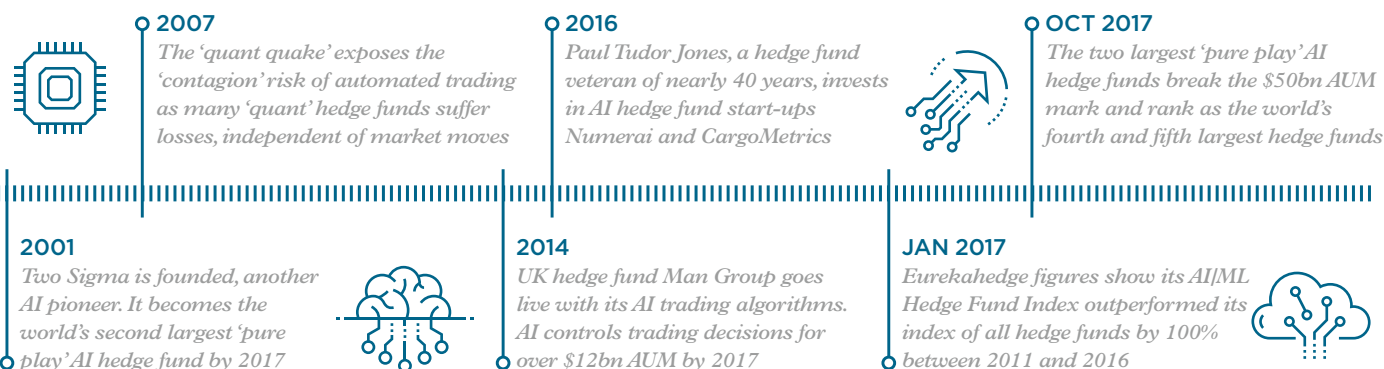 2007
The ‘quant quake’ exposes the
‘contagion’ risk of automated trading
as many ‘quant’ hedge funds suffer
losses, independent of market moves
2016
Paul Tudor Jones, a hedge fund
veteran of nearly 40 years, invests
in AI hedge fund start-ups
Numerai and CargoMetrics
OCT 2017
The two largest ‘pure play’ AI
hedge funds break the $50bn AUM
mark and rank as the world’s
fourth and fifth largest hedge funds
2001
Two Sigma is founded, another
AI pioneer. It becomes the
world’s second largest ‘pure
play’ AI hedge fund by 2017
2014
UK hedge fund Man Group goes
live with its AI trading algorithms.
AI controls trading decisions for
over $12bn AUM by 2017
JAN 2017
Eurekahedge figures show its AI/ML
Hedge Fund Index outperformed its
index of all hedge funds by 100%
between 2011 and 2016